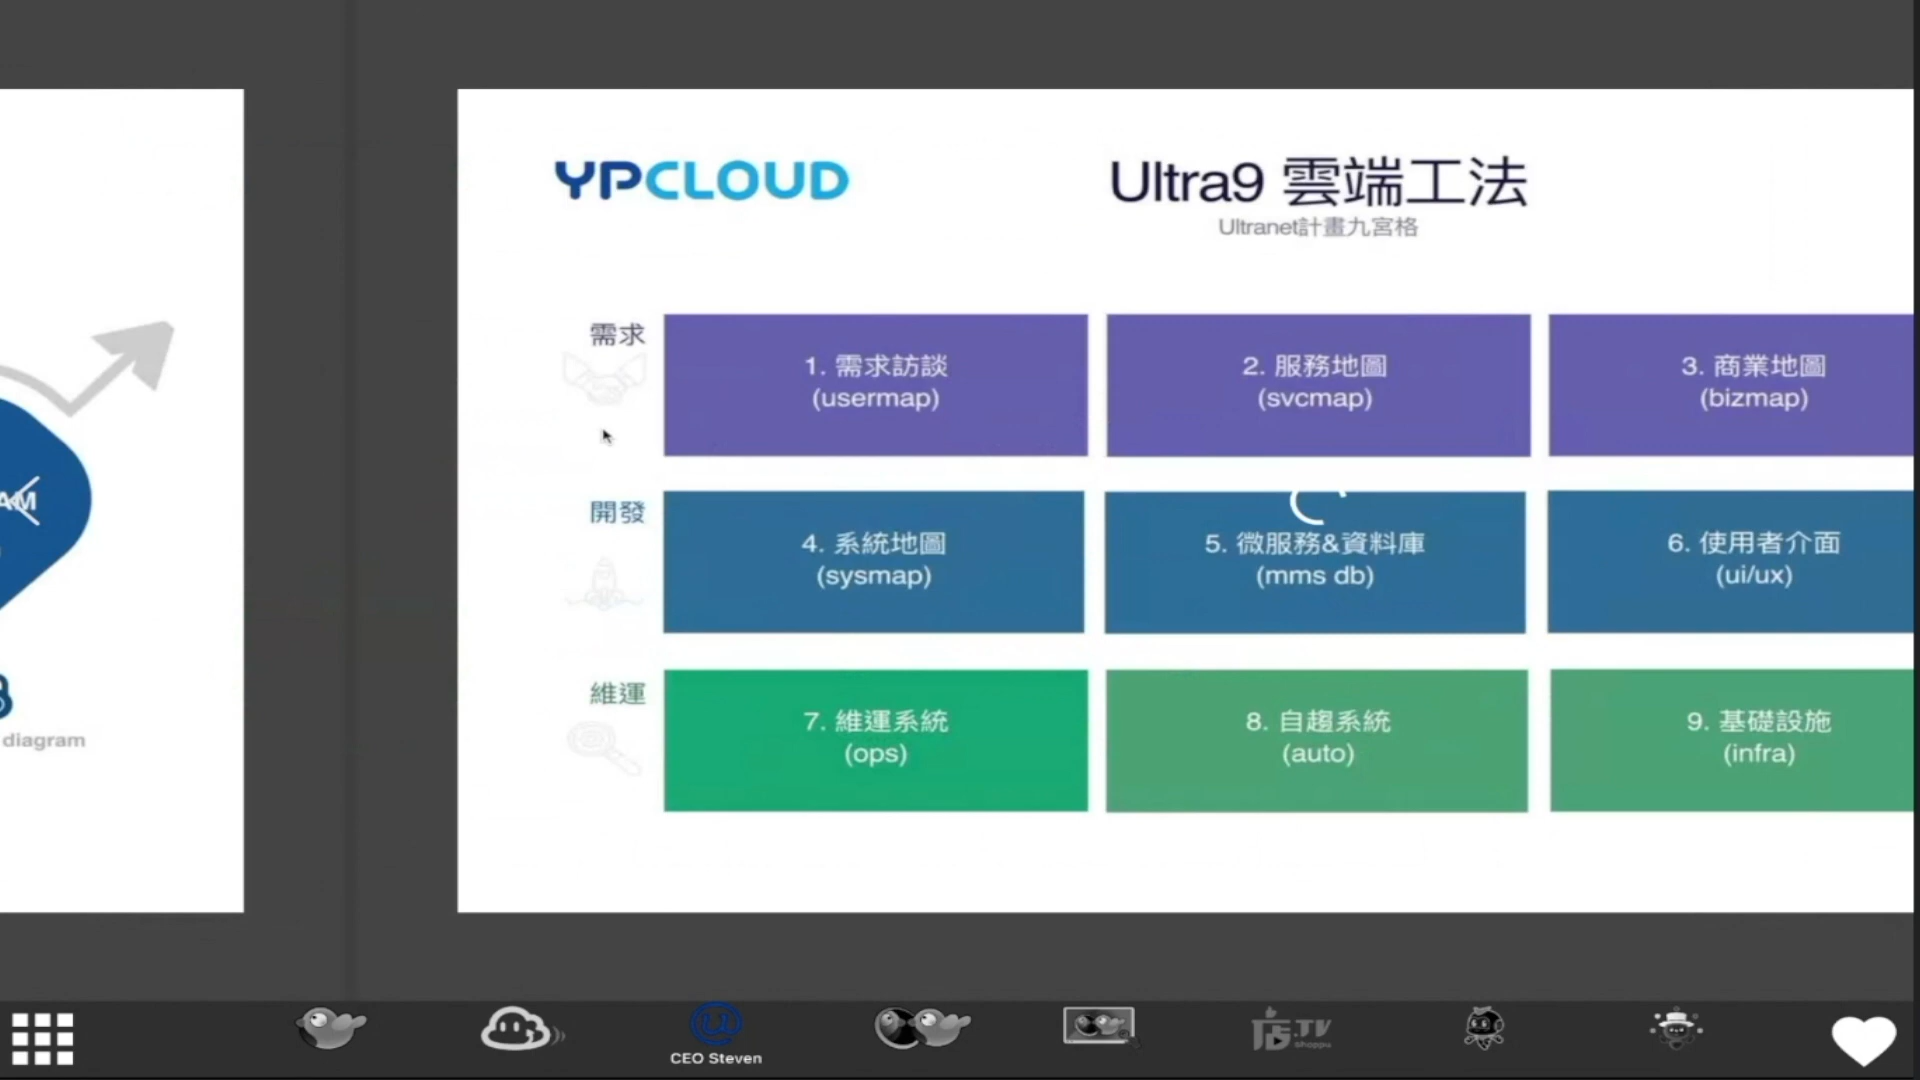 YPCLOUD
Ultra9 雲端工法
Ultranet計畫九宮格
需求
1. 需求訪談
(usermap)
2. 服務地圖
(svcmap)
3. 商業地圖
(bizmap)
開發
4. 系統地圖
(sysmap)
5. 微服務&資料庫
(mms db)
6. 使用者介面
(ui/ux)
維運
7. 維運系統
(ops)
8. 自趨系統
(auto)
9. 基礎設施
(infra)
AM
diagram
CEO Steven
店.TV
shoppu